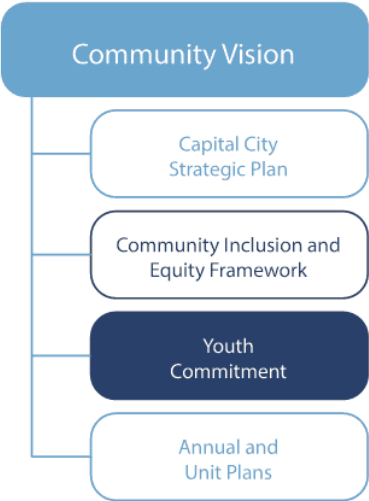 Community Vision
Capital City
Strategic Plan
Community Inclusion and
Equity Framework
Youth
Commitment
Annual and
Unit Plans